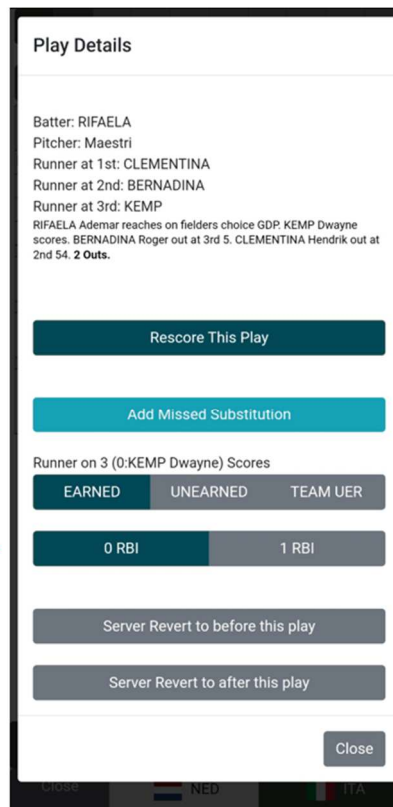 Play Details
Batter: RIFAELA
Pitcher: Maestri
Runner at 1st: CLEMENTINA
Runner at 2nd: BERNADINA
Runner at 3rd: KEMP
RIFAELA Ademar reaches on fielders choice GDP. KEMP Dwayne
scores. BERNADINA Roger out at 3rd 5. CLEMENTINA Hendrik out at
2nd 54. 2 Outs.
Rescore This Play
Add Missed Substitution
Runner on 3 (0:KEMP Dwayne) Scores
EARNED UNEARNED TEAM UER
0 RBI 1 RBI
Server Revert to before this play
Server Revert to after this play
Close
Close NED ITA